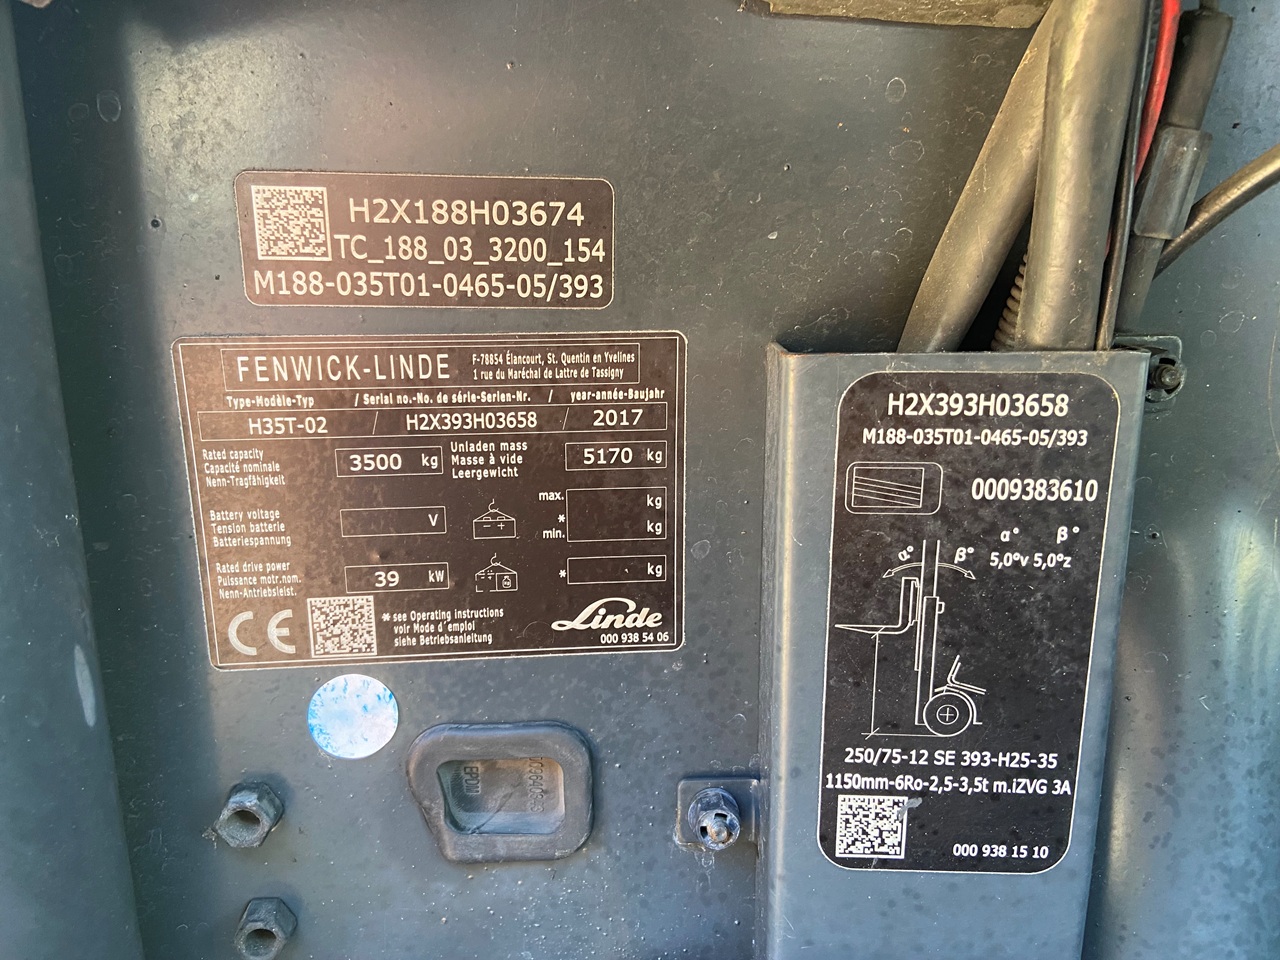 H2X188H03674
TC_188_03_3200_154
M188-035T01-0465-05/393
FENWICK-LINDE
F-78854 Élancourt, St. Quentin en Yvelines
1 rue du Maréchal de Lattre de Tassigny
Type-Modèle-Typ / Serial no.-No. de série-Serien-Nr. / year-année-Baujahr
H35T-02 / H2X393H03658 / 2017
Rated capacity
Capacité nominale
Nenn-Tragfähigkeit
3500 kg
Unladen mass
Masse à vide
Leergewicht
5170 kg
Battery voltage
Tension batterie
Batteriespannung
V
max. kg
*
min. kg
Rated drive power
Puissance motr.nom.
Nenn-Antriebsleist.
39 kW
* kg
CE
*see Operating instructions
voir Mode d'emploi
siehe Betriebsanleitung
Linde
000 938 54 06
EPDM
H2X393H03658
M188-035T01-0465-05/393
0009383610
α° β°
5,0°v 5,0°z
α° β°
250/75-12 SE 393-H25-35
1150mm-6Ro-2,5-3,5t m.iZVG 3A
000 938 15 10